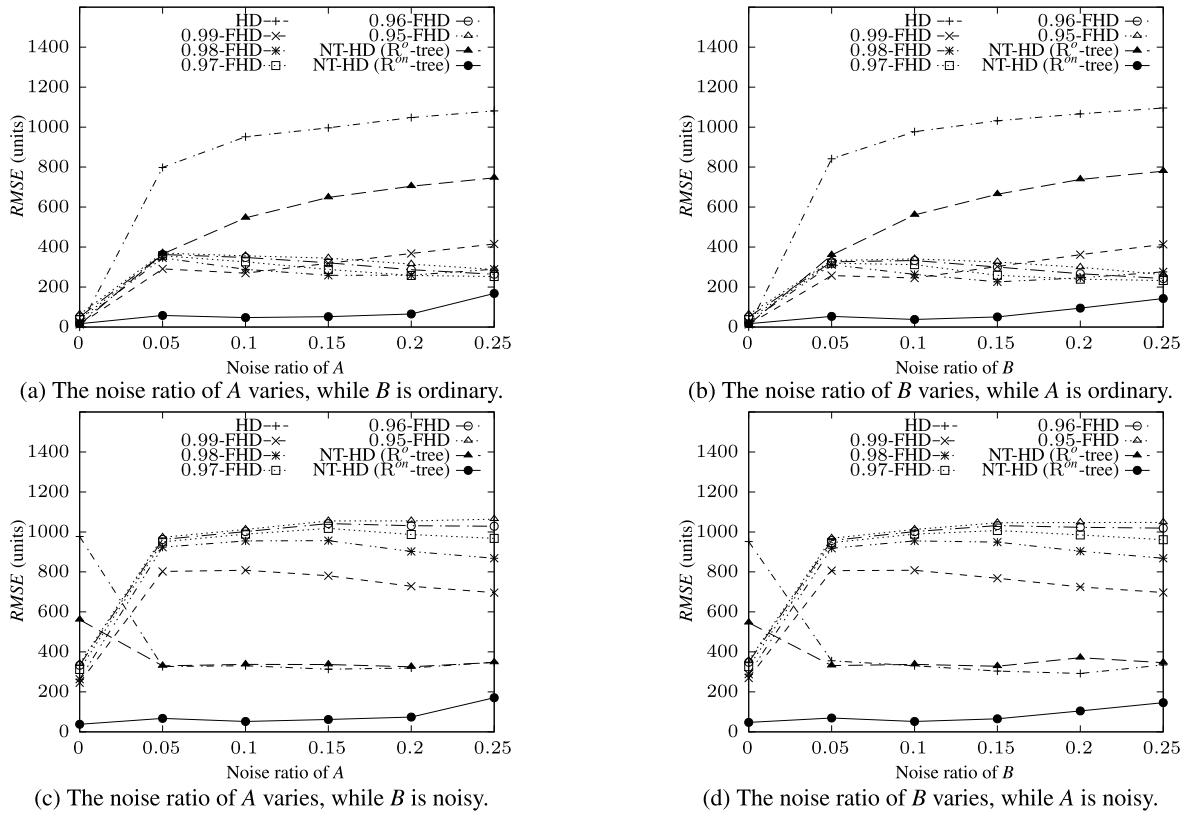 1600
1400
1200
1000
800
600
400
200
0
RMSE (units)
HD
0.99-FHD
0.98-FHD
0.97-FHD
0.96-FHD
0.95-FHD
NT-HD (R^o-tree)
NT-HD (R^on-tree)
0 0.05 0.1 0.15 0.2 0.25
Noise ratio of A
(a) The noise ratio of A varies, while B is ordinary.
1400
1200
1000
800
600
400
200
0
RMSE (units)
HD
0.99-FHD
0.98-FHD
0.97-FHD
0.96-FHD
0.95-FHD
NT-HD (R^o-tree)
NT-HD (R^on-tree)
0 0.05 0.1 0.15 0.2 0.25
Noise ratio of B
(b) The noise ratio of B varies, while A is ordinary.
1400
1200
1000
800
600
400
200
0
RMSE (units)
HD
0.99-FHD
0.98-FHD
0.97-FHD
0.96-FHD
0.95-FHD
NT-HD (R^o-tree)
NT-HD (R^on-tree)
0 0.05 0.1 0.15 0.2 0.25
Noise ratio of A
(c) The noise ratio of A varies, while B is noisy.
1400
1200
1000
800
600
400
200
0
RMSE (units)
HD
0.99-FHD
0.98-FHD
0.97-FHD
0.96-FHD
0.95-FHD
NT-HD (R^o-tree)
NT-HD (R^on-tree)
0 0.05 0.1 0.15 0.2 0.25
Noise ratio of B
(d) The noise ratio of B varies, while A is noisy.